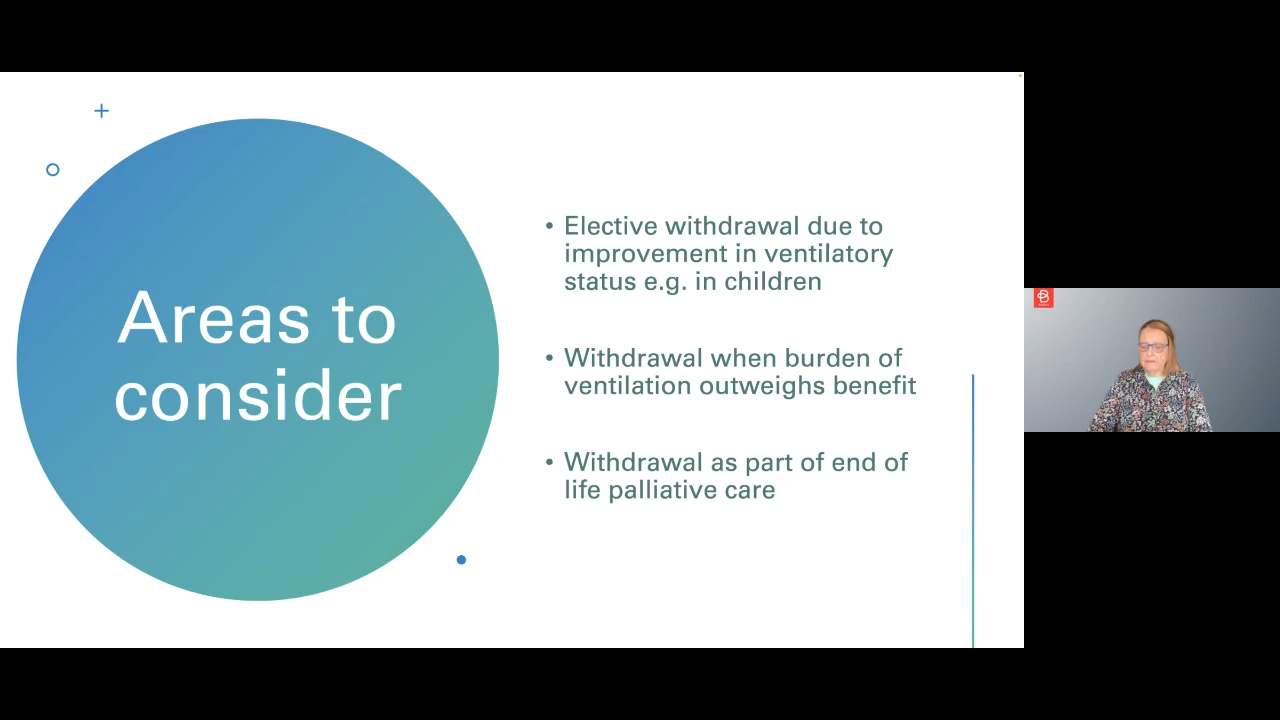 Areas to
consider
• Elective withdrawal due to
improvement in ventilatory
status e.g. in children
• Withdrawal when burden of
ventilation outweighs benefit
• Withdrawal as part of end of
life palliative care